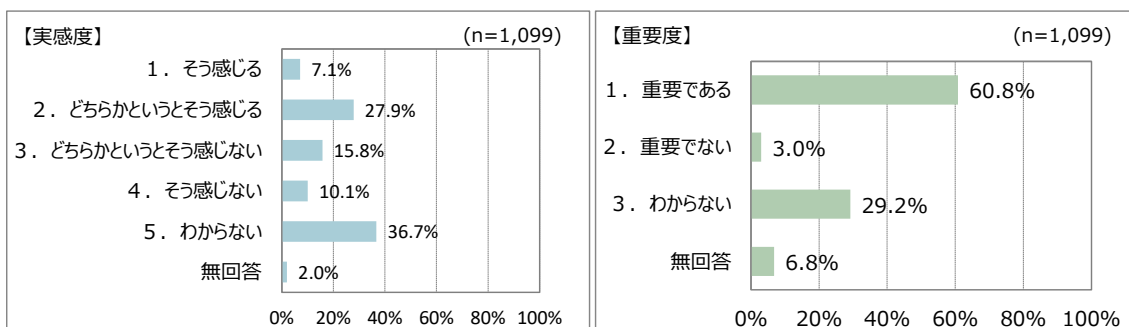 【実感度】 (n=1,099)
1．そう感じる 7.1%
2．どちらかというとそう感じる 27.9%
3．どちらかというとそう感じない 15.8%
4．そう感じない 10.1%
5．わからない 36.7%
無回答 2.0%
0% 20% 40% 60% 80% 100%
【重要度】 (n=1,099)
1．重要である 60.8%
2．重要でない 3.0%
3．わからない 29.2%
無回答 6.8%
0% 20% 40% 60% 80% 100%